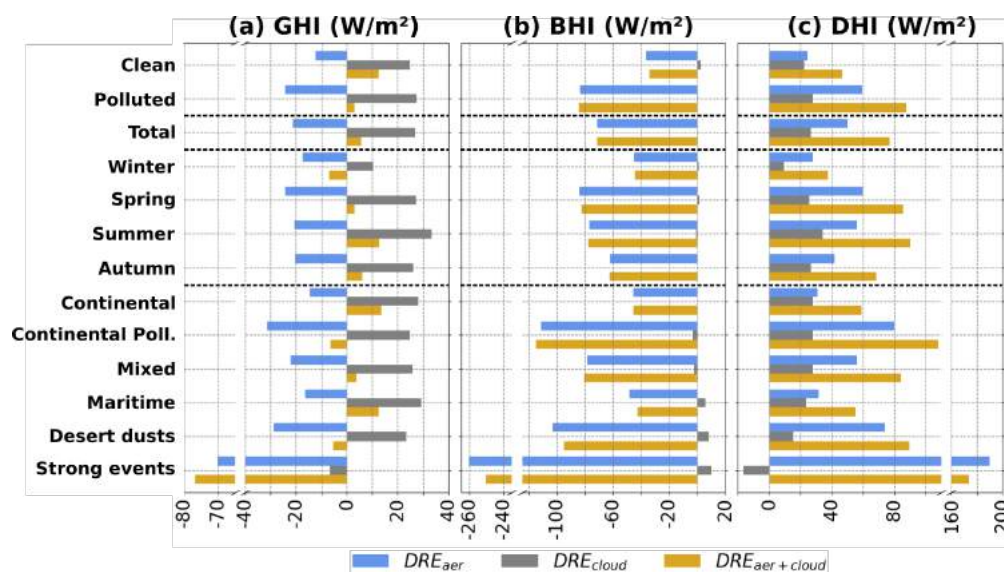 (a) GHI (W/m²) (b) BHI (W/m²) (c) DHI (W/m²)
Clean
Polluted
Total
Winter
Spring
Summer
Autumn
Continental
Continental Poll.
Mixed
Maritime
Desert dusts
Strong events
-80 -70 -40 -20 0 20 40 -260 -240 -100 -60 -20 20 0 40 80 160 200
DREaer DREcloud DREaer+cloud